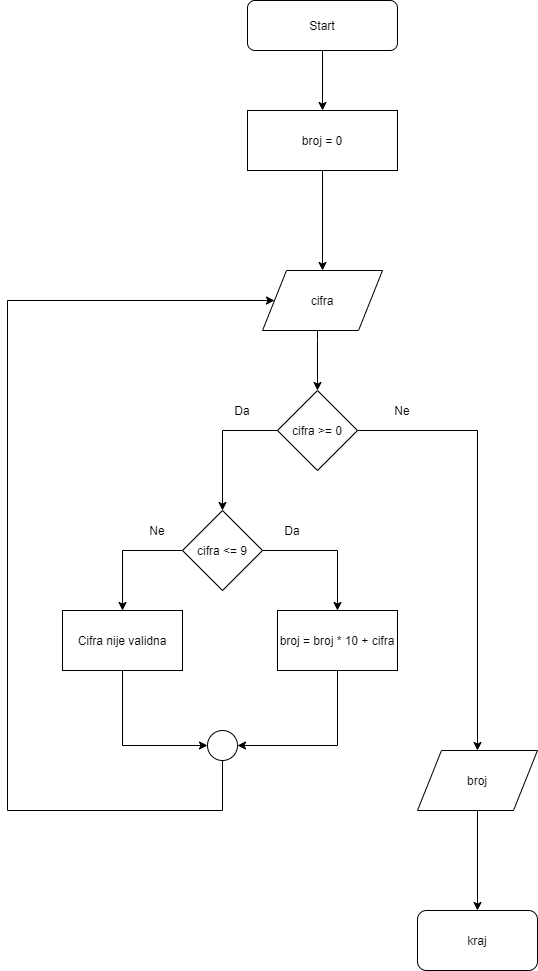 Start
broj = 0
cifra
Da
Ne
cifra >= 0
Ne
Da
cifra <= 9
Cifra nije validna
broj = broj * 10 + cifra
broj
kraj